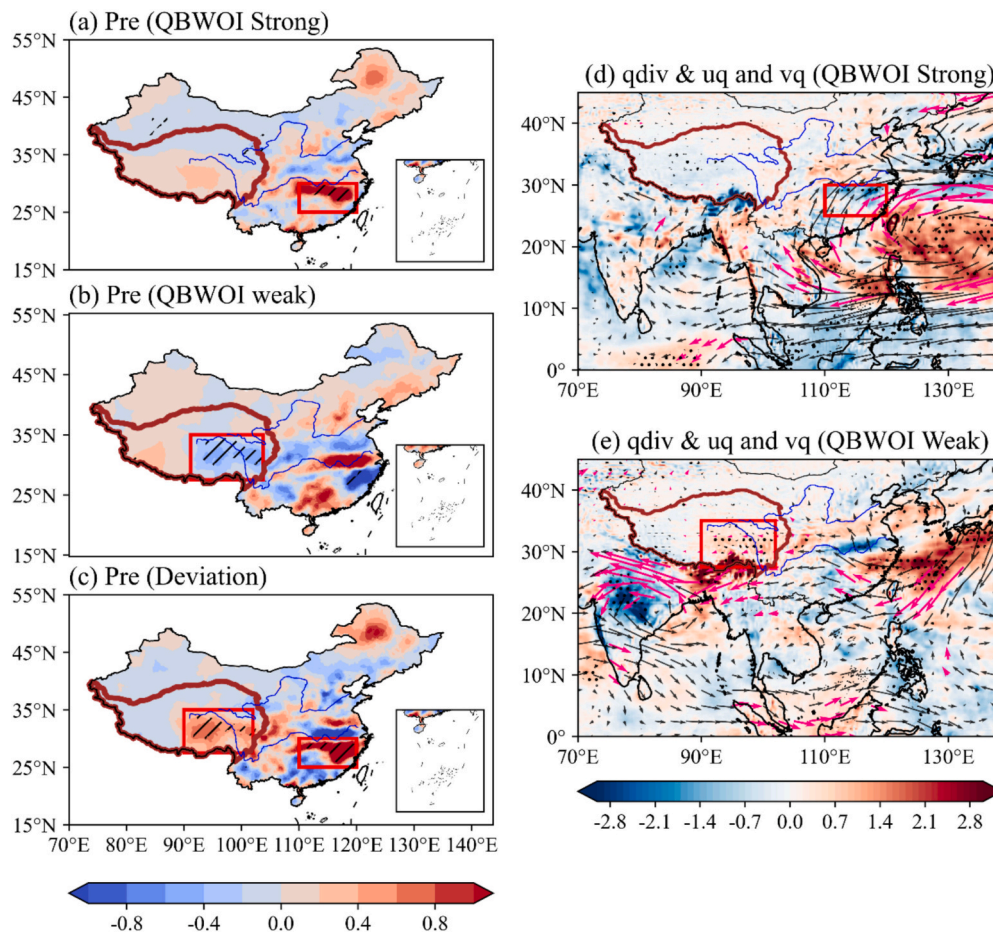 (a) Pre (QBWOI Strong)
55°N
45°N
35°N
25°N
15°N
(b) Pre (QBWOI weak)
55°N
45°N
35°N
25°N
15°N
(c) Pre (Deviation)
55°N
45°N
35°N
25°N
15°N
70°E 80°E 90°E 100°E 110°E 120°E 130°E 140°E
-0.8 -0.4 0.0 0.4 0.8
(d) qdiv & uq and vq (QBWOI Strong)
40°N
30°N
20°N
10°N
0°
70°E 90°E 110°E 130°E
(e) qdiv & uq and vq (QBWOI Weak)
40°N
30°N
20°N
10°N
0°
70°E 90°E 110°E 130°E
-2.8 -2.1 -1.4 -0.7 0.0 0.7 1.4 2.1 2.8